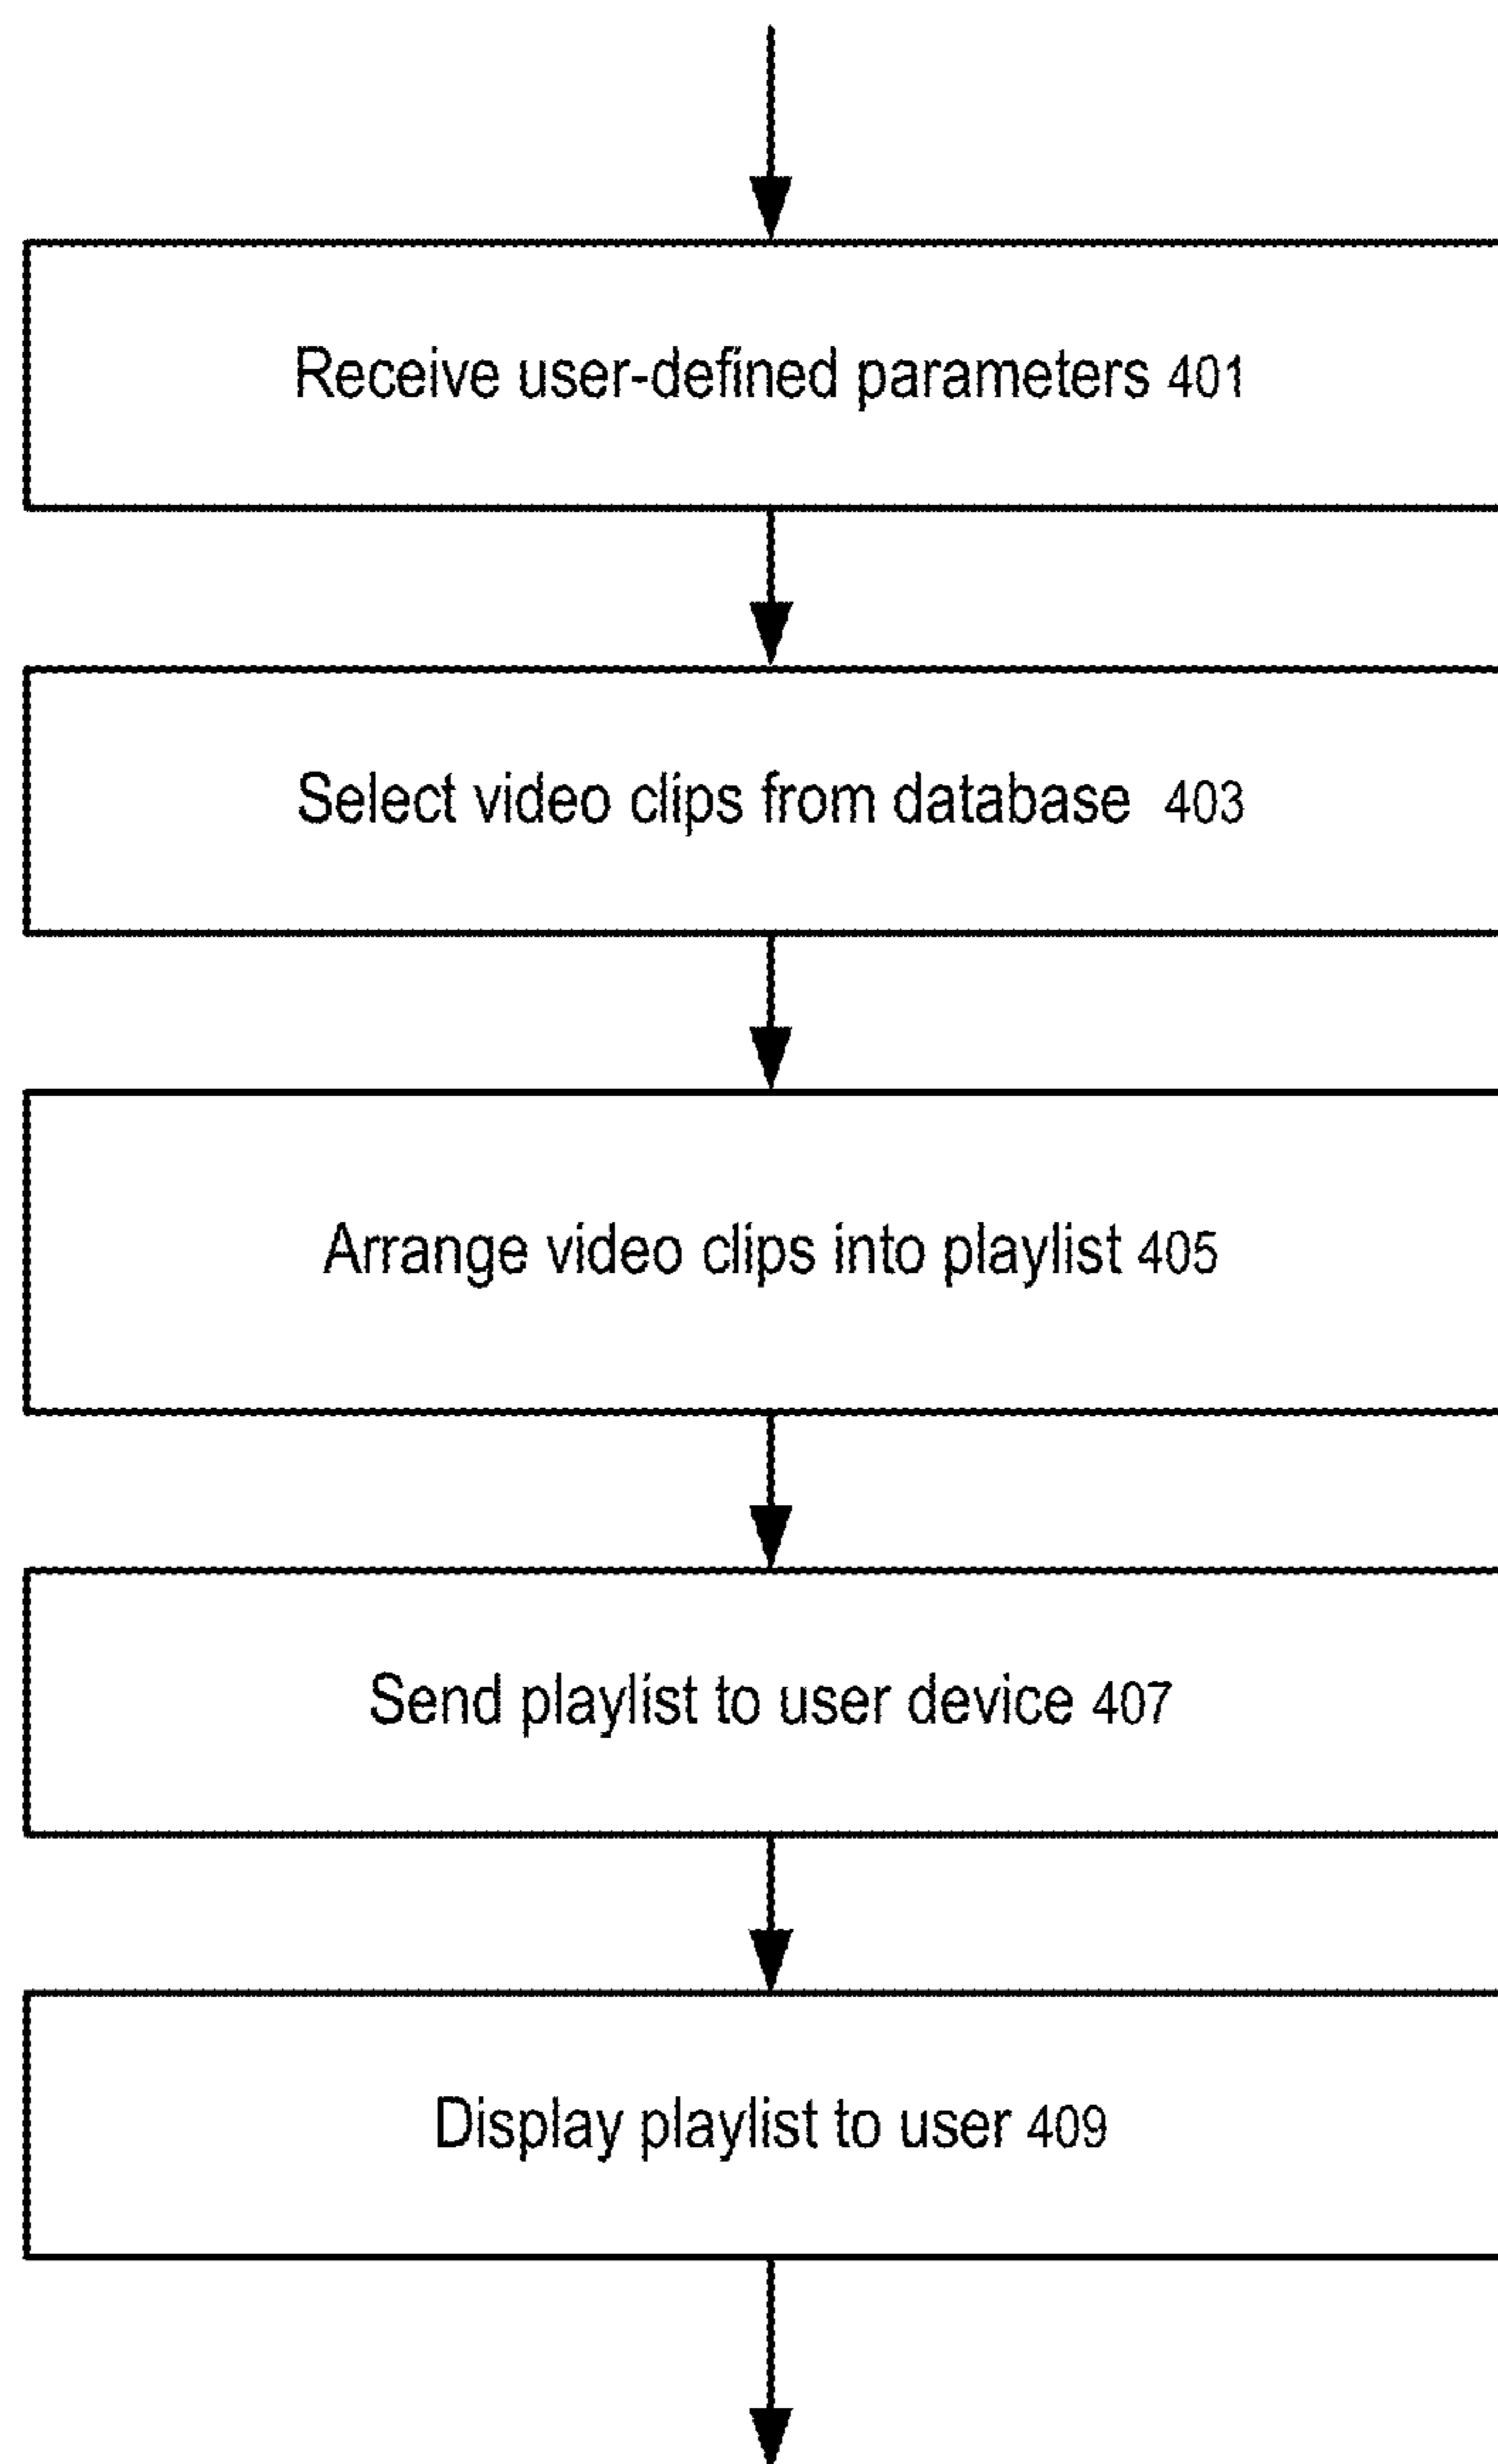 Receive user-defined parameters 401
Select video clips from database 403
Arrange video clips into playlist 405
Send playlist to user device 407
Display playlist to user 409